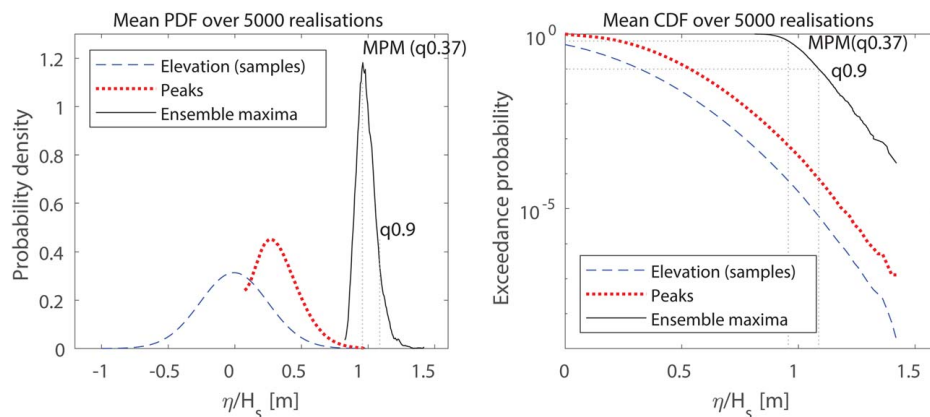 Mean PDF over 5000 realisations
MPM (q0.37)
Elevation (samples)
Peaks
Ensemble maxima
q0.9
Probability density
1.2
1
0.8
0.6
0.4
0.2
0
-1
-0.5
0
0.5
1
1.5
η/Hs [m]
Mean CDF over 5000 realisations
MPM(q0.37)
q0.9
Exceedance probability
10^0
10^-5
Elevation (samples)
Peaks
Ensemble maxima
0
0.5
1
1.5
η/Hs [m]